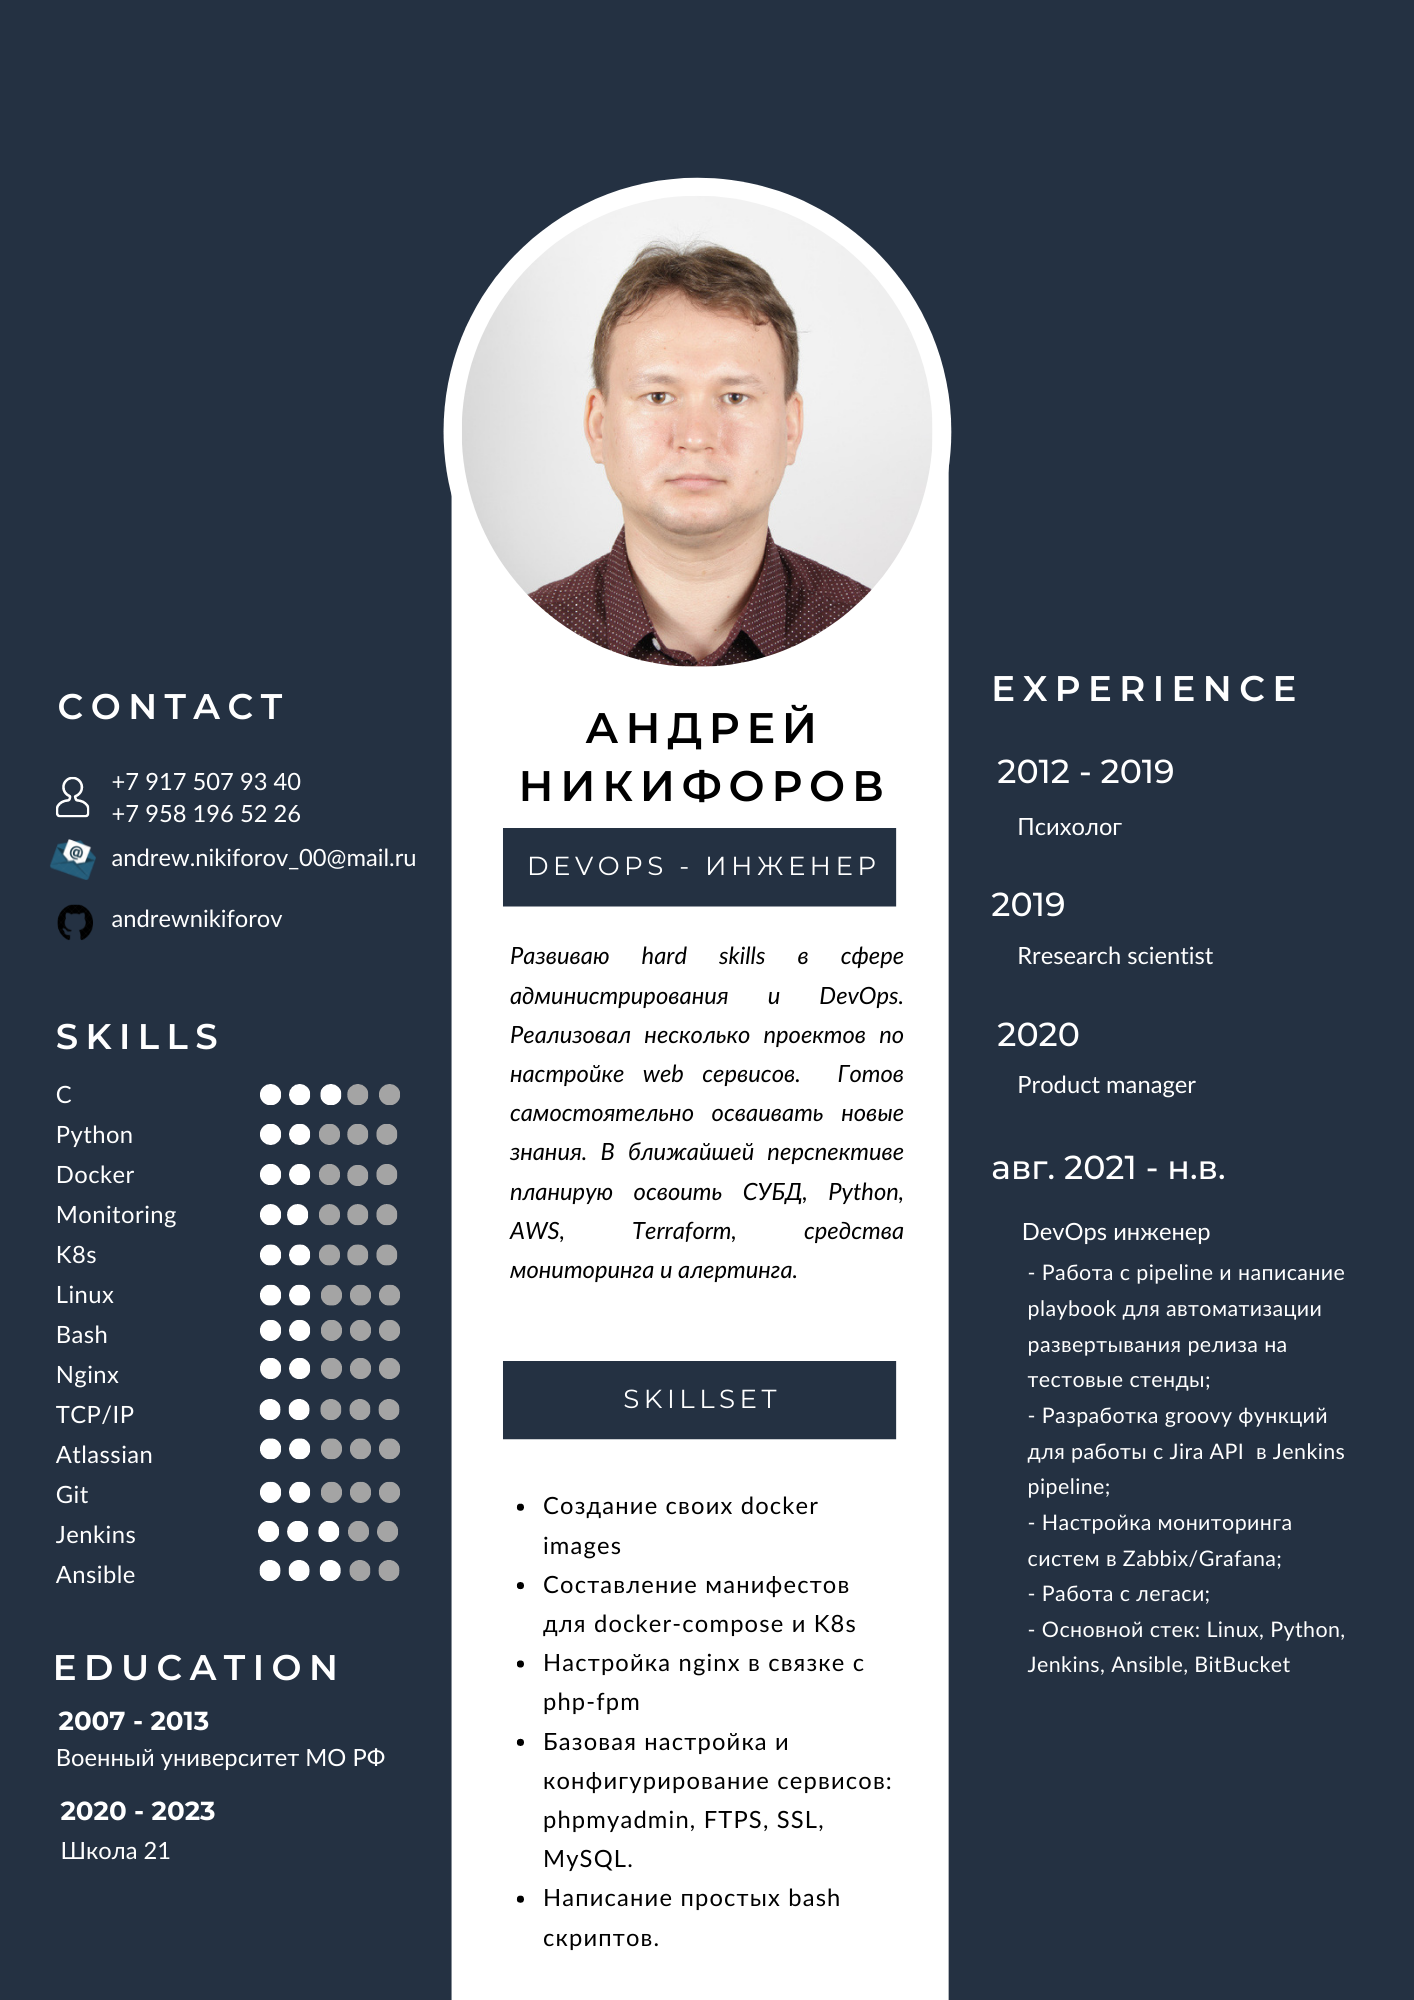 CONTACT
+7 917 507 93 40
+7 958 196 52 26
@
andrew.nikiforov_00@mail.ru
andrewnikiforov
SKILLS
C
Python
Docker
Monitoring
K8s
Linux
Bash
Nginx
TCP/IP
Atlassian
Git
Jenkins
Ansible
EDUCATION
2007 - 2013
Военный университет МО РФ
2020 - 2023
Школа 21
АНДРЕЙ
НИКИФОРОВ
DEVOPS - ИНЖЕНЕР
Развиваю hard skills в сфере
администрирования и DevOps.
Реализовал несколько проектов по
настройке web сервисов. Готов
самостоятельно осваивать новые
знания. В ближайшей перспективе
планирую освоить СУБД, Python,
AWS, Terraform, средства
мониторинга и алертинга.
SKILLSET
• Создание своих docker
images
• Составление манифестов
для docker-compose и K8s
• Настройка nginx в связке с
php-fpm
• Базовая настройка и
конфигурирование сервисов:
phpmyadmin, FTPS, SSL,
MySQL.
• Написание простых bash
скриптов.
EXPERIENCE
2012 - 2019
Психолог
2019
Rresearch scientist
2020
Product manager
авг. 2021 - н.в.
DevOps инженер
- Работа с pipeline и написание
playbook для автоматизации
развертывания релиза на
тестовые стенды;
- Разработка groovy функций
для работы с Jira API в Jenkins
pipeline;
- Настройка мониторинга
систем в Zabbix/Grafana;
- Работа с легаси;
- Основной стек: Linux, Python,
Jenkins, Ansible, BitBucket